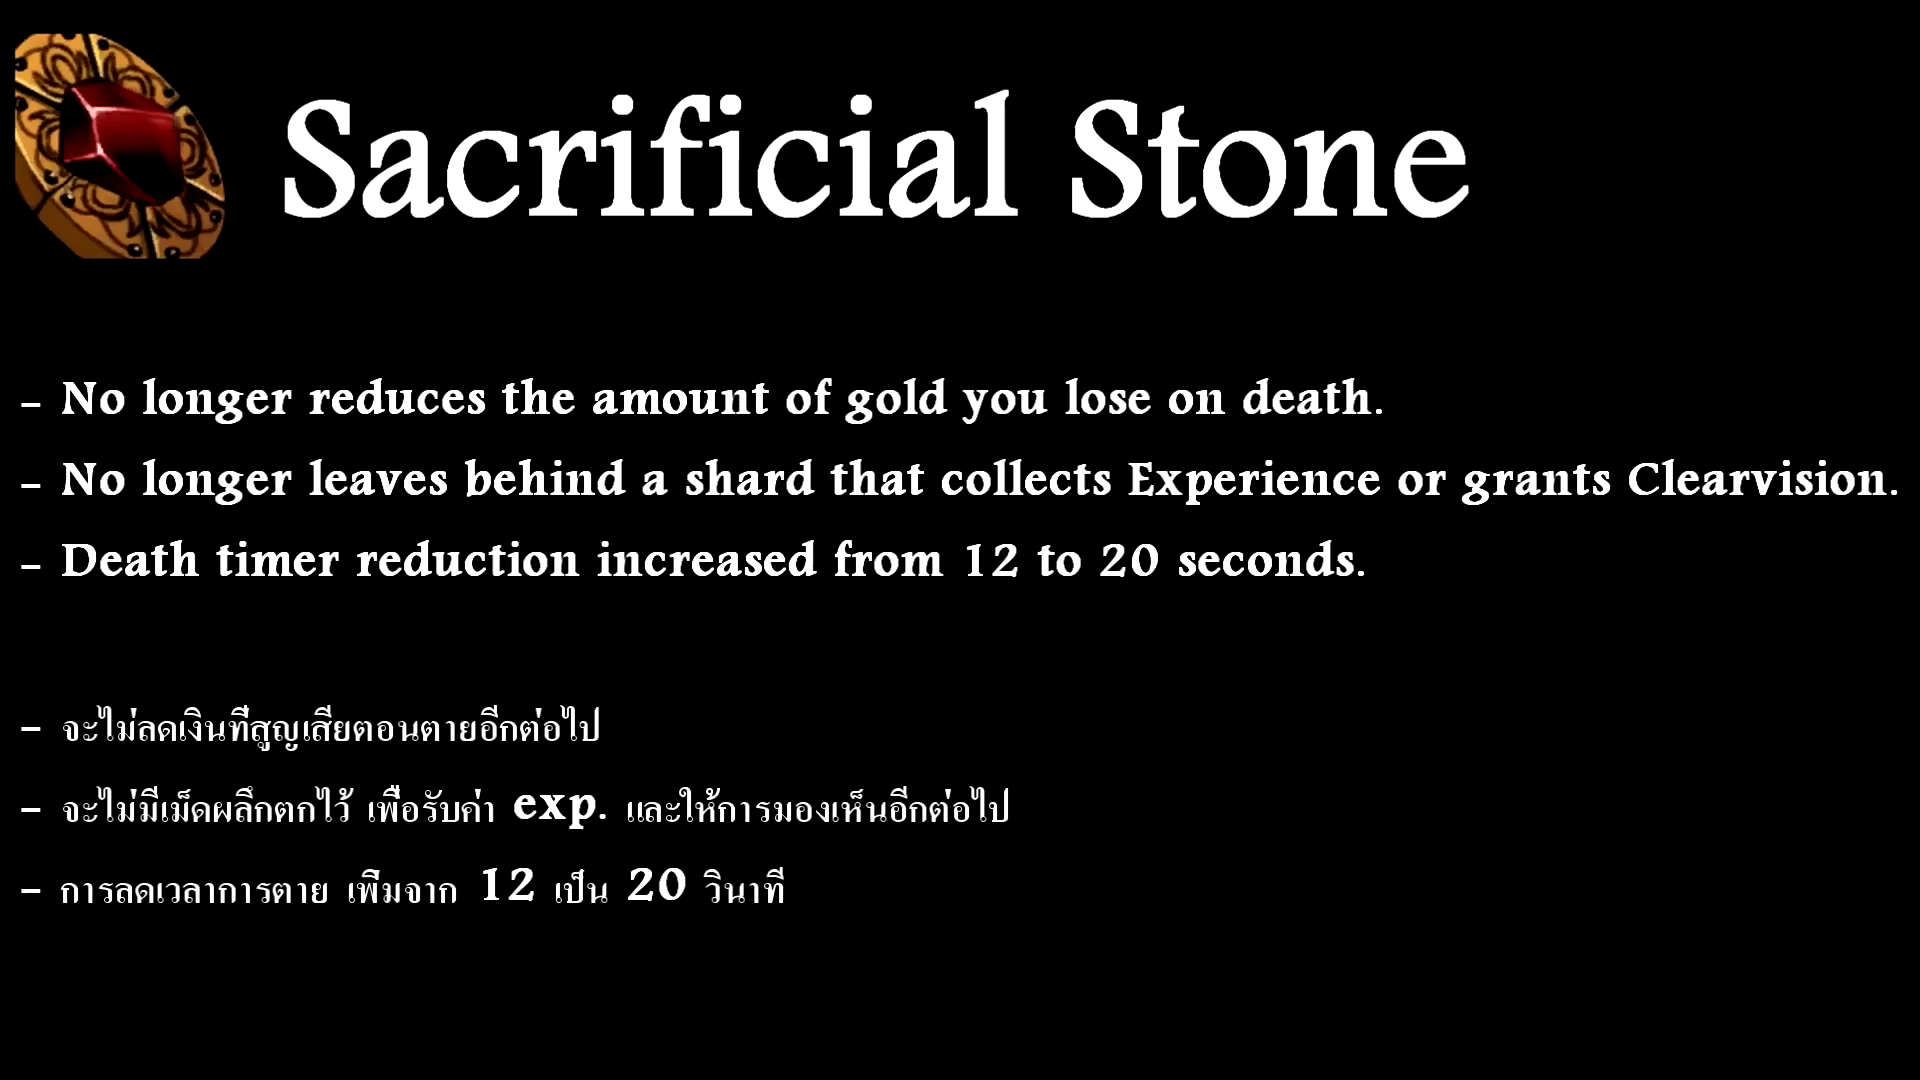 Sacrificial Stone
- No longer reduces the amount of gold you lose on death.
- No longer leaves behind a shard that collects Experience or grants Clearvision.
- Death timer reduction increased from 12 to 20 seconds.
- จะไม่ลดเงินที่สูญเสียตอนตายอีกต่อไป
- จะไม่มีเม็ดผลึกตกไว้ เพื่อรับค่า exp. และให้การมองเห็นอีกต่อไป
- การลดเวลาการตาย เพิ่มจาก 12 เป็น 20 วินาที